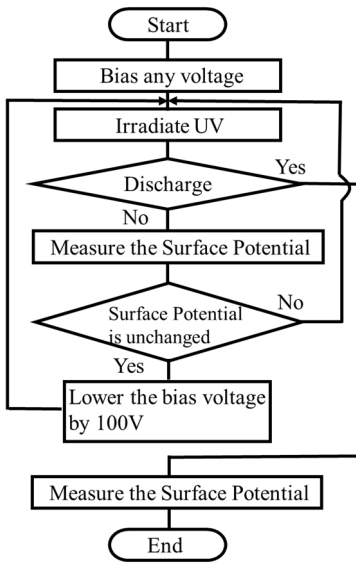 Start
Bias any voltage
Irradiate UV
Discharge
Yes
No
Measure the Surface Potential
Surface Potential
is unchanged
No
Yes
Lower the bias voltage
by 100V
Measure the Surface Potential
End